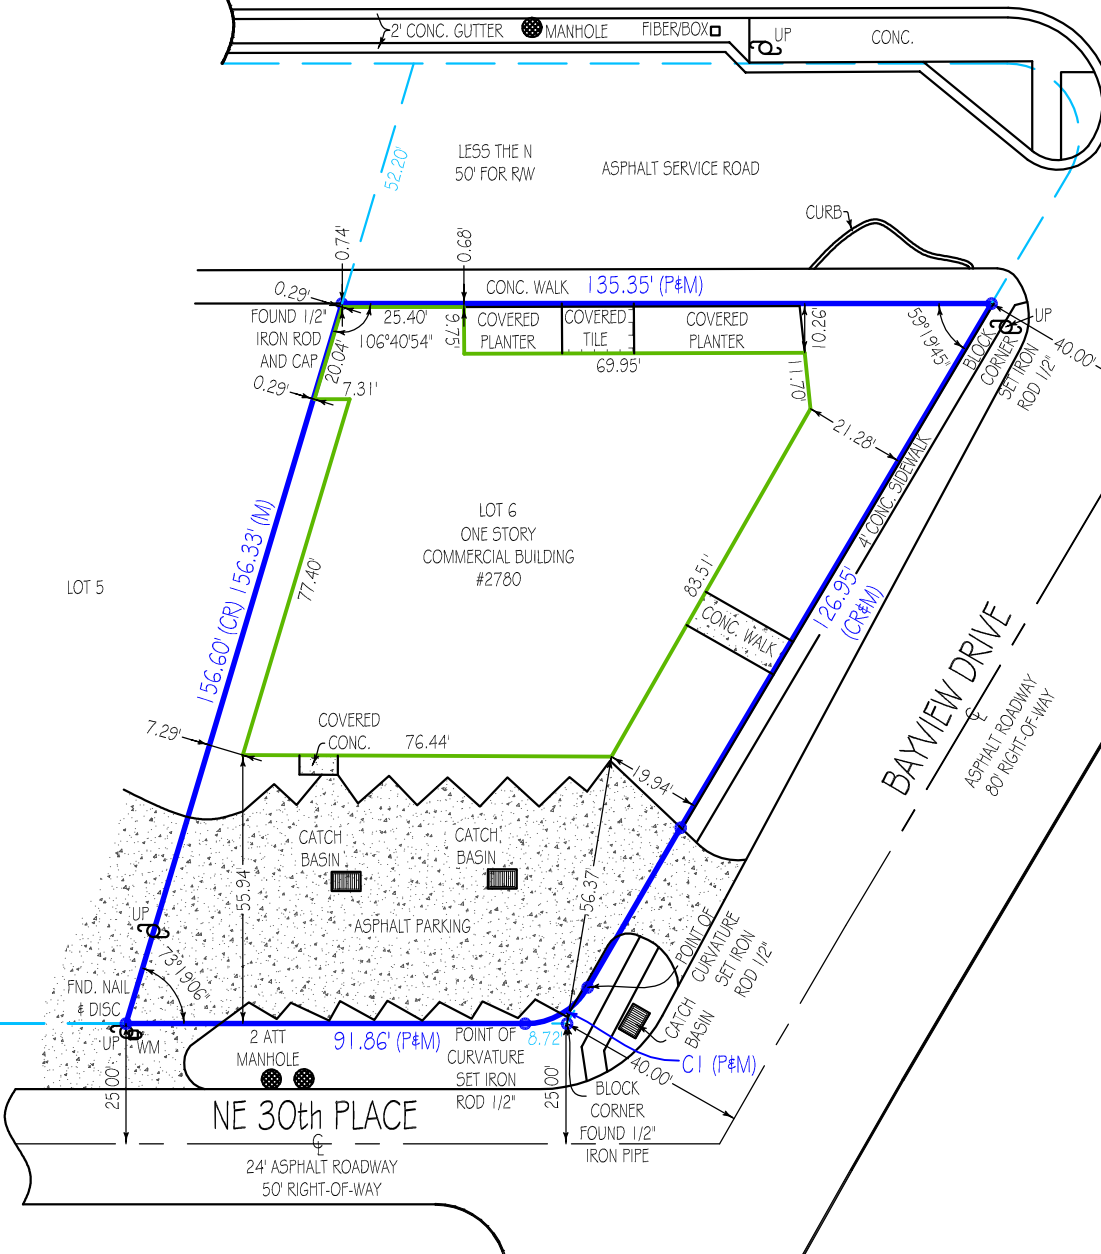 2' CONC. GUTTER
MANHOLE
FIBER/BOX
UP
CONC.
52.20'
LESS THE N
50' FOR R/W
ASPHALT SERVICE ROAD
CURB
0.74'
0.68'
0.29'
CONC. WALK
135.35' (P&M)
FOUND 1/2"
IRON ROD
AND CAP
25.40'
106°40'54"
20.04'
9.75'
COVERED
PLANTER
COVERED
TILE
COVERED
PLANTER
10.26'
59°19'45"
UP
BLOCK
CORNER
SET IRON
ROD 1/2"
40.00'
0.29'
7.31'
69.95'
11.70'
21.28'
4' CONC. SIDEWALK
LOT 6
ONE STORY
COMMERCIAL BUILDING
#2780
LOT 5
156.60' (CR) 156.33' (M)
77.40'
83.51'
CONC. WALK
126.95'
(CR&M)
BAYVIEW DRIVE
CL
ASPHALT ROADWAY
80' RIGHT-OF-WAY
7.29'
COVERED
CONC.
76.44'
19.94'
CATCH
BASIN
CATCH
BASIN
55.94'
56.37'
ASPHALT PARKING
UP
73°19'06"
FND. NAIL
& DISC
UP
WM
POINT OF
CURVATURE
SET IRON
ROD 1/2"
CATCH
BASIN
2 ATT
MANHOLE
91.86' (P&M)
POINT OF
CURVATURE
SET IRON
ROD 1/2"
8.72'
C1 (P&M)
40.00'
25.00'
25.00'
BLOCK
CORNER
FOUND 1/2"
IRON PIPE
NE 30th PLACE
CL
24' ASPHALT ROADWAY
50' RIGHT-OF-WAY